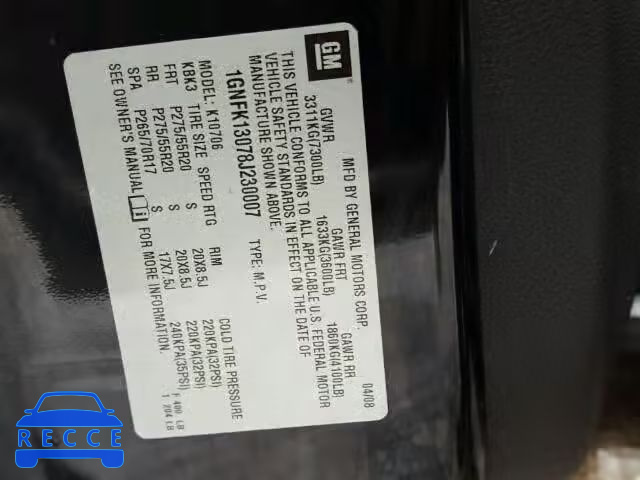 GM
MFD BY GENERAL MOTORS CORP. 04/08
GVWR GAWR FRT GAWR RR
3311KG(7300LB) 1633KG(3600LB) 1860KG(4100LB)
THIS VEHICLE CONFORMS TO ALL APPLICABLE U.S. FEDERAL MOTOR
VEHICLE SAFETY STANDARDS IN EFFECT ON THE DATE OF
MANUFACTURE SHOWN ABOVE.
1GNFK13078J230007 TYPE: M.P.V.
MODEL: K10706
KBK3 TIRE SIZE SPEED RTG RIM COLD TIRE PRESSURE
FRT P275/55R20 S 20X8.5J 220KPA(32PSI)
RR P275/55R20 S 20X8.5J 220KPA(32PSI)
SPA P265/70R17 S 17X7.5J 240KPA(35PSI)
SEE OWNER'S MANUAL FOR MORE INFORMATION.
RECCE